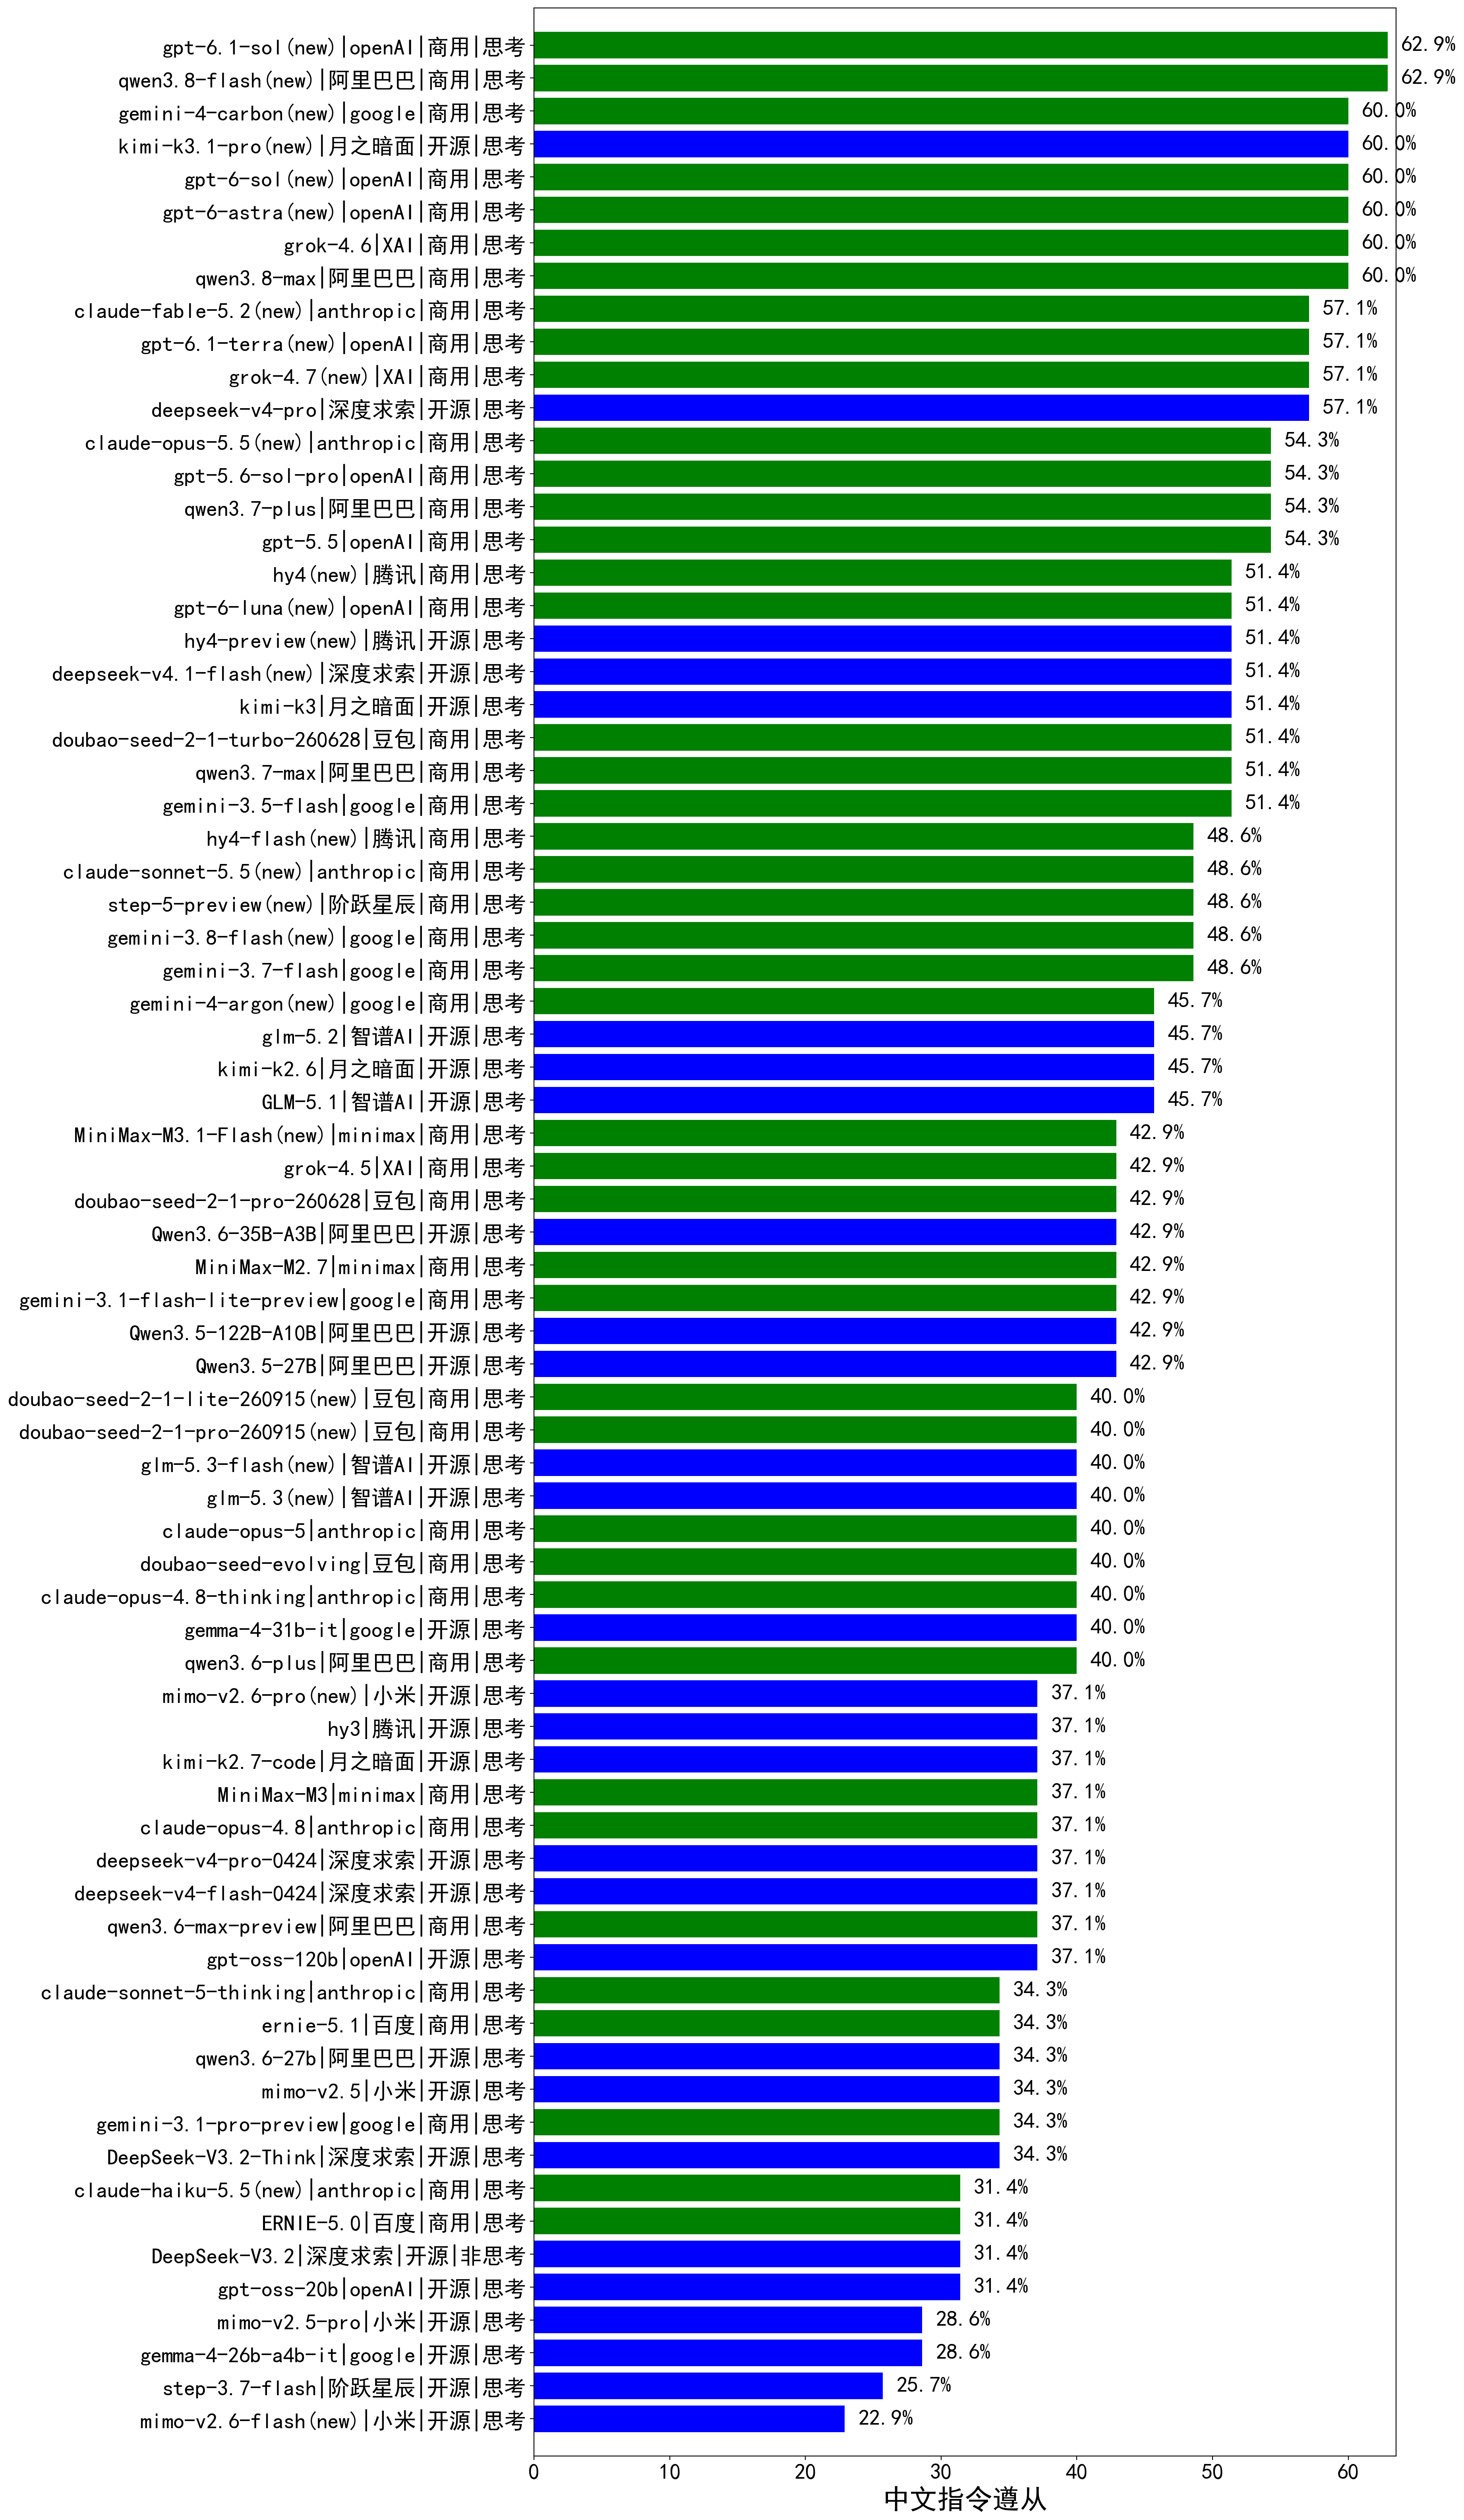 gpt-6.1-sol(new)|openAI|商用|思考 62.9%
qwen3.8-flash(new)|阿里巴巴|商用|思考 62.9%
gemini-4-carbon(new)|google|商用|思考 60.0%
kimi-k3.1-pro(new)|月之暗面|开源|思考 60.0%
gpt-6-sol(new)|openAI|商用|思考 60.0%
gpt-6-astra(new)|openAI|商用|思考 60.0%
grok-4.6|XAI|商用|思考 60.0%
qwen3.8-max|阿里巴巴|商用|思考 60.0%
claude-fable-5.2(new)|anthropic|商用|思考 57.1%
gpt-6.1-terra(new)|openAI|商用|思考 57.1%
grok-4.7(new)|XAI|商用|思考 57.1%
deepseek-v4-pro|深度求索|开源|思考 57.1%
claude-opus-5.5(new)|anthropic|商用|思考 54.3%
gpt-5.6-sol-pro|openAI|商用|思考 54.3%
qwen3.7-plus|阿里巴巴|商用|思考 54.3%
gpt-5.5|openAI|商用|思考 54.3%
hy4(new)|腾讯|商用|思考 51.4%
gpt-6-luna(new)|openAI|商用|思考 51.4%
hy4-preview(new)|腾讯|开源|思考 51.4%
deepseek-v4.1-flash(new)|深度求索|开源|思考 51.4%
kimi-k3|月之暗面|开源|思考 51.4%
doubao-seed-2-1-turbo-260628|豆包|商用|思考 51.4%
qwen3.7-max|阿里巴巴|商用|思考 51.4%
gemini-3.5-flash|google|商用|思考 51.4%
hy4-flash(new)|腾讯|商用|思考 48.6%
claude-sonnet-5.5(new)|anthropic|商用|思考 48.6%
step-5-preview(new)|阶跃星辰|商用|思考 48.6%
gemini-3.8-flash(new)|google|商用|思考 48.6%
gemini-3.7-flash|google|商用|思考 48.6%
gemini-4-argon(new)|google|商用|思考 45.7%
glm-5.2|智谱AI|开源|思考 45.7%
kimi-k2.6|月之暗面|开源|思考 45.7%
GLM-5.1|智谱AI|开源|思考 45.7%
MiniMax-M3.1-Flash(new)|minimax|商用|思考 42.9%
grok-4.5|XAI|商用|思考 42.9%
doubao-seed-2-1-pro-260628|豆包|商用|思考 42.9%
Qwen3.6-35B-A3B|阿里巴巴|开源|思考 42.9%
MiniMax-M2.7|minimax|商用|思考 42.9%
gemini-3.1-flash-lite-preview|google|商用|思考 42.9%
Qwen3.5-122B-A10B|阿里巴巴|开源|思考 42.9%
Qwen3.5-27B|阿里巴巴|开源|思考 42.9%
doubao-seed-2-1-lite-260915(new)|豆包|商用|思考 40.0%
doubao-seed-2-1-pro-260915(new)|豆包|商用|思考 40.0%
glm-5.3-flash(new)|智谱AI|开源|思考 40.0%
glm-5.3(new)|智谱AI|开源|思考 40.0%
claude-opus-5|anthropic|商用|思考 40.0%
doubao-seed-evolving|豆包|商用|思考 40.0%
claude-opus-4.8-thinking|anthropic|商用|思考 40.0%
gemma-4-31b-it|google|开源|思考 40.0%
qwen3.6-plus|阿里巴巴|商用|思考 40.0%
mimo-v2.6-pro(new)|小米|开源|思考 37.1%
hy3|腾讯|开源|思考 37.1%
kimi-k2.7-code|月之暗面|开源|思考 37.1%
MiniMax-M3|minimax|商用|思考 37.1%
claude-opus-4.8|anthropic|商用|思考 37.1%
deepseek-v4-pro-0424|深度求索|开源|思考 37.1%
deepseek-v4-flash-0424|深度求索|开源|思考 37.1%
qwen3.6-max-preview|阿里巴巴|商用|思考 37.1%
gpt-oss-120b|openAI|开源|思考 37.1%
claude-sonnet-5-thinking|anthropic|商用|思考 34.3%
ernie-5.1|百度|商用|思考 34.3%
qwen3.6-27b|阿里巴巴|开源|思考 34.3%
mimo-v2.5|小米|开源|思考 34.3%
gemini-3.1-pro-preview|google|商用|思考 34.3%
DeepSeek-V3.2-Think|深度求索|开源|思考 34.3%
claude-haiku-5.5(new)|anthropic|商用|思考 31.4%
ERNIE-5.0|百度|商用|思考 31.4%
DeepSeek-V3.2|深度求索|开源|非思考 31.4%
gpt-oss-20b|openAI|开源|思考 31.4%
mimo-v2.5-pro|小米|开源|思考 28.6%
gemma-4-26b-a4b-it|google|开源|思考 28.6%
step-3.7-flash|阶跃星辰|开源|思考 25.7%
mimo-v2.6-flash(new)|小米|开源|思考 22.9%
0 10 20 30 40 50 60
中文指令遵从